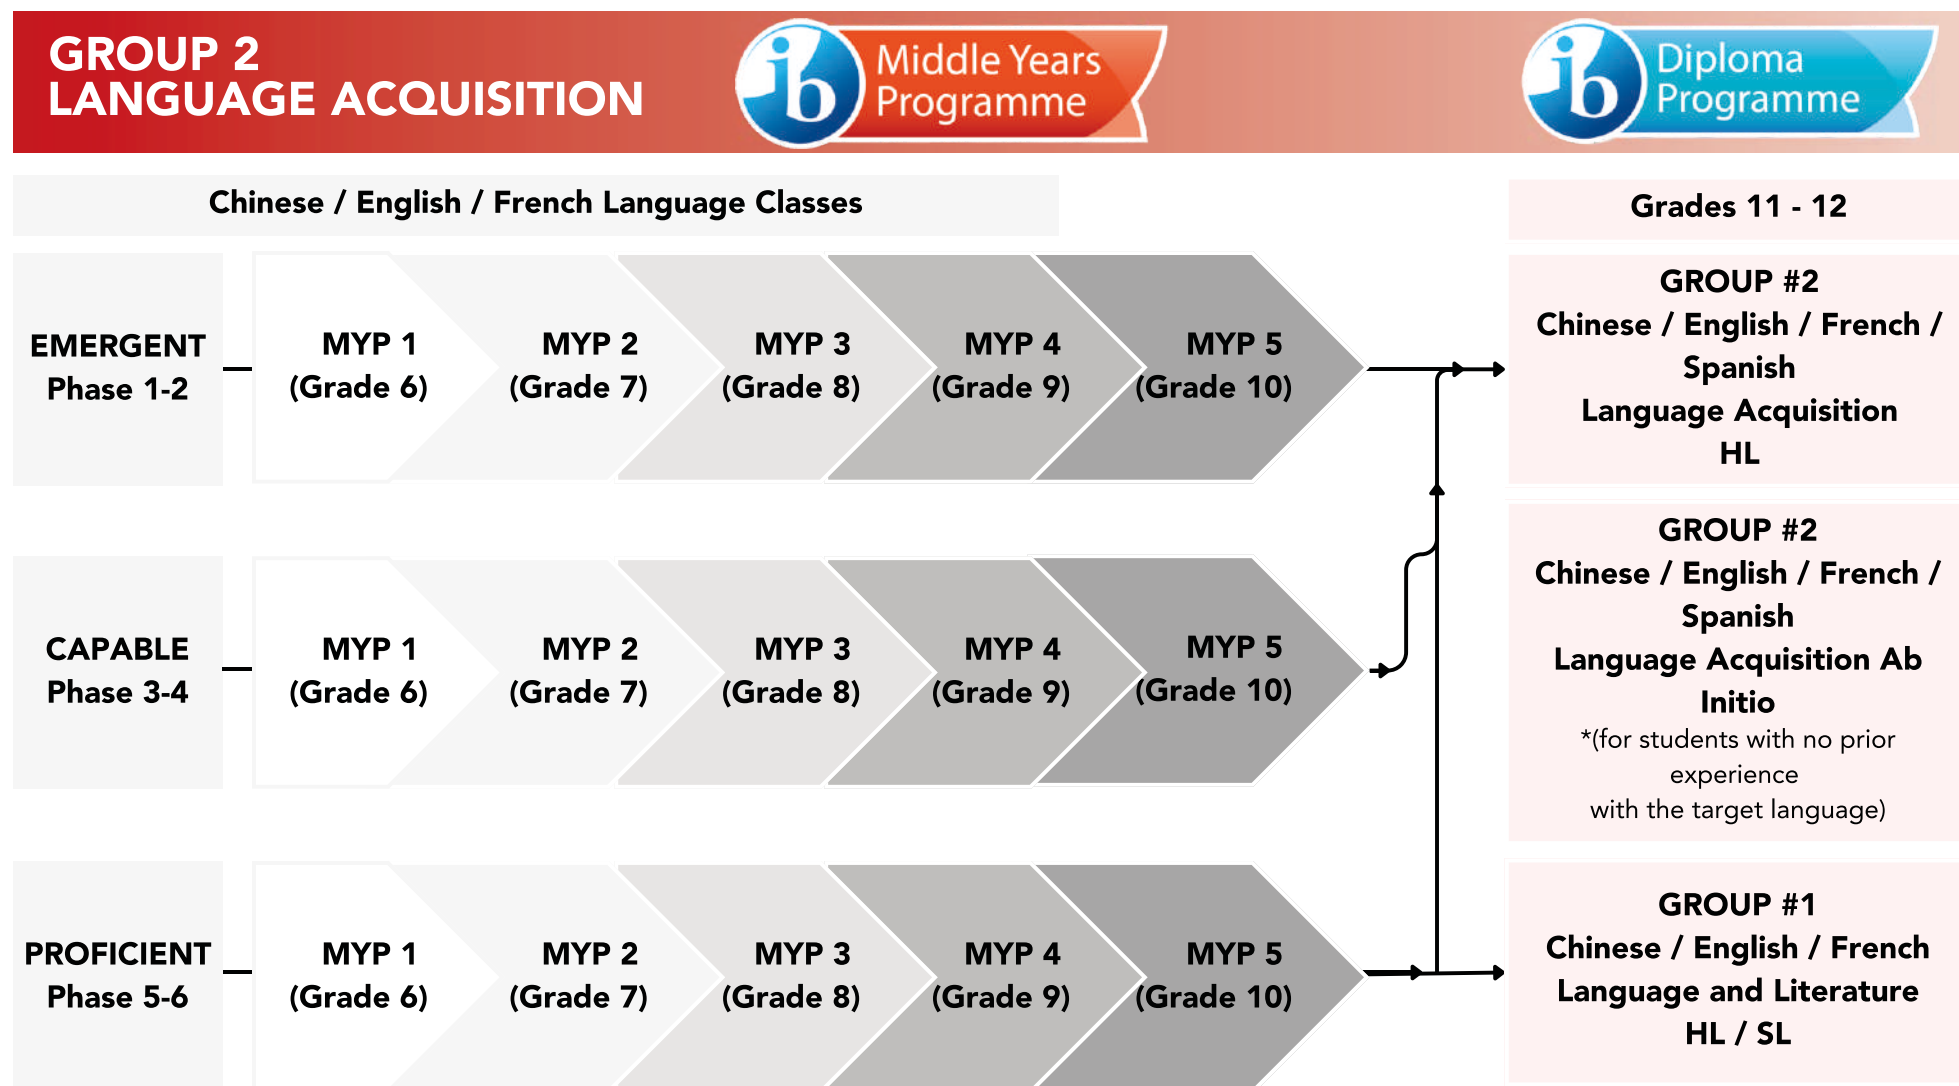 GROUP 2
LANGUAGE ACQUISITION
ib
Middle Years
Programme
ib
Diploma
Programme
Chinese / English / French Language Classes
Grades 11 - 12
EMERGENT
Phase 1-2
MYP 1
(Grade 6)
MYP 2
(Grade 7)
MYP 3
(Grade 8)
MYP 4
(Grade 9)
MYP 5
(Grade 10)
GROUP #2
Chinese / English / French /
Spanish
Language Acquisition
HL
CAPABLE
Phase 3-4
MYP 1
(Grade 6)
MYP 2
(Grade 7)
MYP 3
(Grade 8)
MYP 4
(Grade 9)
MYP 5
(Grade 10)
GROUP #2
Chinese / English / French /
Spanish
Language Acquisition Ab
Initio
*(for students with no prior
experience
with the target language)
PROFICIENT
Phase 5-6
MYP 1
(Grade 6)
MYP 2
(Grade 7)
MYP 3
(Grade 8)
MYP 4
(Grade 9)
MYP 5
(Grade 10)
GROUP #1
Chinese / English / French
Language and Literature
HL / SL